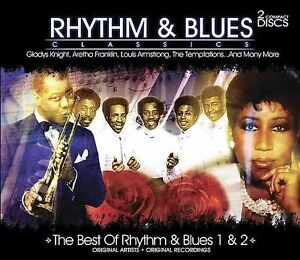 RHYTHM & BLUES
CLASSICS
2 COMPACT DISCS
Gladys Knight, Aretha Franklin, Louis Armstrong, The Temptations...And Many More
The Best Of Rhythm & Blues 1 & 2
ORIGINAL ARTISTS • ORIGINAL RECORDINGS